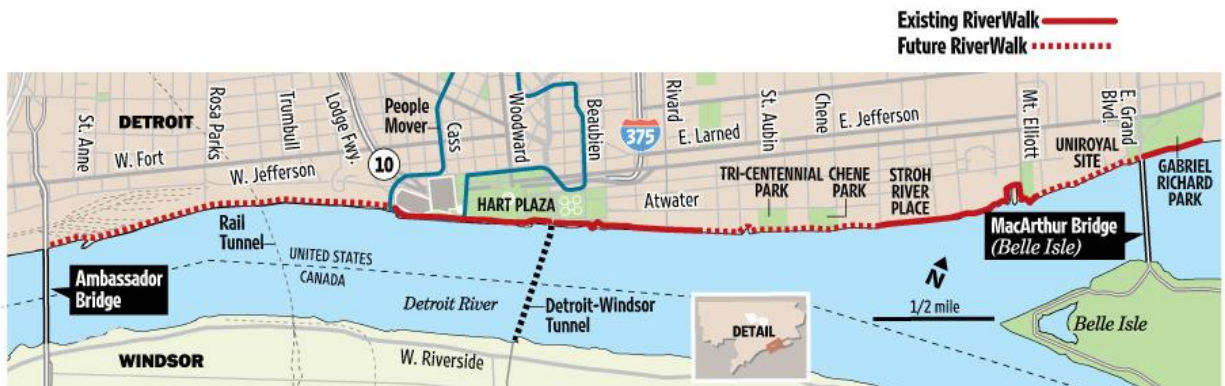 Existing RiverWalk
Future RiverWalk
St. Anne
DETROIT
W. Fort
Rosa Parks
Trumbull
Lodge Fwy.
W. Jefferson
10
People
Mover
Cass
Woodward
Beaubien
Rivard
375
E. Larned
E. Jefferson
St. Aubin
Chene
Mt. Elliott
E. Grand
Blvd.
HART PLAZA
Atwater
TRI-CENTENNIAL
PARK
CHENE
PARK
STROH
RIVER
PLACE
UNIROYAL
SITE
GABRIEL
RICHARD
PARK
MacArthur Bridge
(Belle Isle)
Rail
Tunnel
UNITED STATES
CANADA
Ambassador
Bridge
Detroit River
Detroit-Windsor
Tunnel
N
1/2 mile
DETAIL
Belle Isle
WINDSOR
W. Riverside